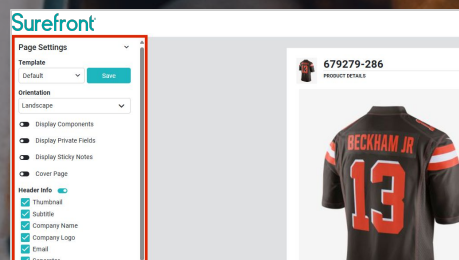 Surefront
Page Settings
Template
Default
Save
Orientation
Landscape
Display Components
Display Private Fields
Display Sticky Notes
Cover Page
Header Info
Thumbnail
Subtitle
Company Name
Company Logo
Email
Separator
679279-286
PRODUCT DETAILS
BECKHAM JR
13